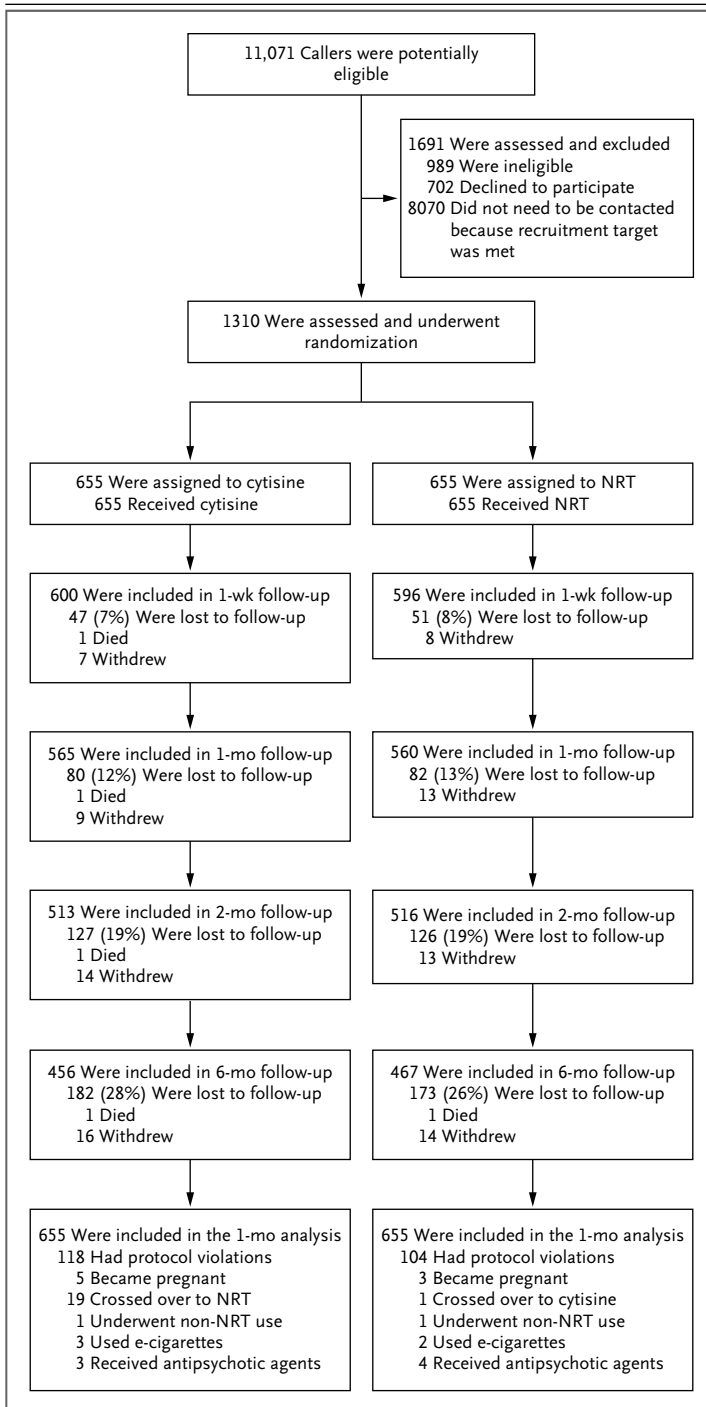 11,071 Callers were potentially
eligible
1691 Were assessed and excluded
989 Were ineligible
702 Declined to participate
8070 Did not need to be contacted
because recruitment target
was met
1310 Were assessed and underwent
randomization
655 Were assigned to cytisine
655 Received cytisine
655 Were assigned to NRT
655 Received NRT
600 Were included in 1-wk follow-up
47 (7%) Were lost to follow-up
1 Died
7 Withdrew
596 Were included in 1-wk follow-up
51 (8%) Were lost to follow-up
8 Withdrew
565 Were included in 1-mo follow-up
80 (12%) Were lost to follow-up
1 Died
9 Withdrew
560 Were included in 1-mo follow-up
82 (13%) Were lost to follow-up
13 Withdrew
513 Were included in 2-mo follow-up
127 (19%) Were lost to follow-up
1 Died
14 Withdrew
516 Were included in 2-mo follow-up
126 (19%) Were lost to follow-up
13 Withdrew
456 Were included in 6-mo follow-up
182 (28%) Were lost to follow-up
1 Died
16 Withdrew
467 Were included in 6-mo follow-up
173 (26%) Were lost to follow-up
1 Died
14 Withdrew
655 Were included in the 1-mo analysis
118 Had protocol violations
5 Became pregnant
19 Crossed over to NRT
1 Underwent non-NRT use
3 Used e-cigarettes
3 Received antipsychotic agents
655 Were included in the 1-mo analysis
104 Had protocol violations
3 Became pregnant
1 Crossed over to cytisine
1 Underwent non-NRT use
2 Used e-cigarettes
4 Received antipsychotic agents